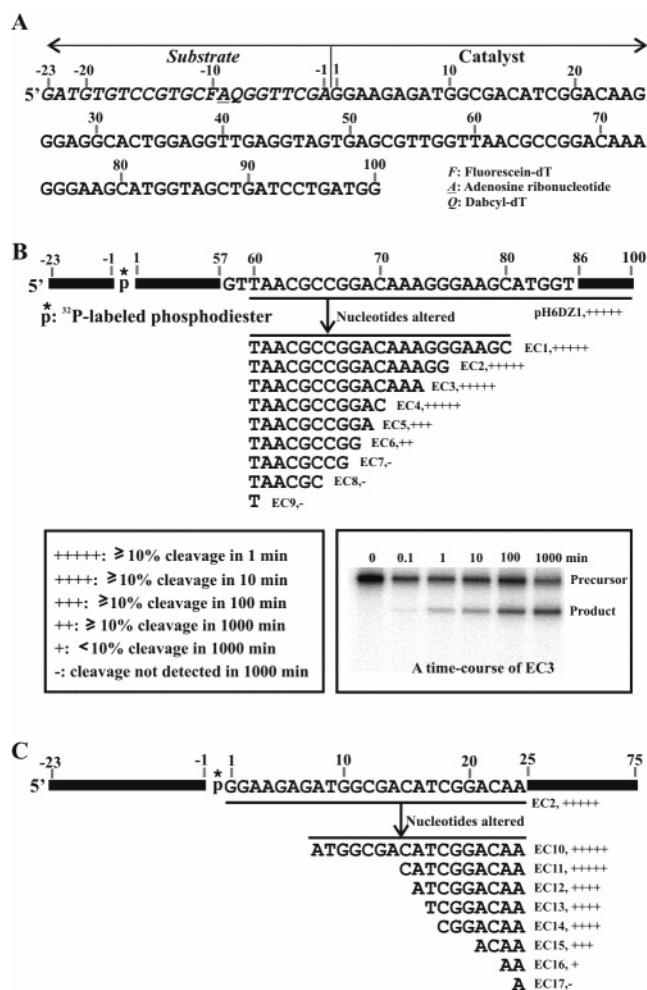 A
Substrate Catalyst
-23 -20 -10 -1 1 10 20
5’GATGTGTCCGTGCFAQGGTTCGAGGAAGAGATGGCGACATCGGACAAG
30 40 50 60 70
GGAGGCACTGGAGGTTGAGGTAGTGAGCGTTGGTTAACGCCGGACAAA
80 90 100
GGGAAGCATGGTAGCTGATCCTGATGG
F: Fluorescein-dT
A: Adenosine ribonucleotide
Q: Dabcyl-dT
B
-23 -1 1 57 60 70 80 86 100
5’ *p GTTAACGCCGGACAAAGGGAAGCATGGT
*p: ³²P-labeled phosphodiester
Nucleotides altered
pH6DZ1,+++++
TAACGCCGGACAAAGGGAAGC EC1,+++++
TAACGCCGGACAAAGG EC2,+++++
TAACGCCGGACAAA EC3,+++++
TAACGCCGGAC EC4,+++++
TAACGCCGGA EC5,+++
TAACGCCGG EC6,++
TAACGCCG EC7,-
TAACGC EC8,-
T EC9,-
+++++: ⩾10% cleavage in 1 min
++++: ⩾10% cleavage in 10 min
+++: ⩾10% cleavage in 100 min
++: ⩾ 10% cleavage in 1000 min
+: <10% cleavage in 1000 min
-: cleavage not detected in 1000 min
0 0.1 1 10 100 1000 min
Precursor
Product
A time-course of EC3
C
-23 -1 1 10 20 25 75
5’ *p GGAAGAGATGGCGACATCGGACAA
EC2, +++++
Nucleotides altered
ATGGCGACATCGGACAA EC10, +++++
CATCGGACAA EC11, +++++
ATCGGACAA EC12, ++++
TCGGACAA EC13, ++++
CGGACAA EC14, ++++
ACAA EC15, +++
AA EC16, +
A EC17,-